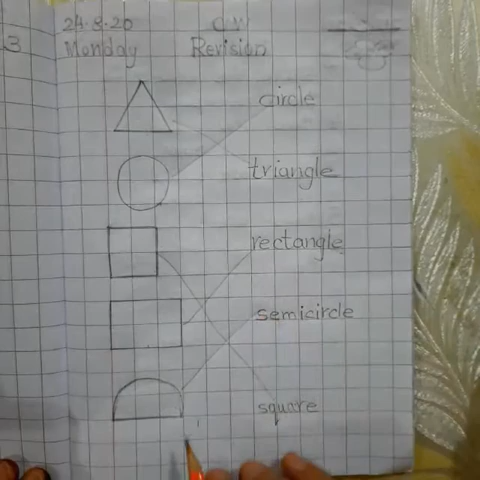 24.8.20 C.W
3 Monday Revision
circle
triangle
rectangle
semicircle
square